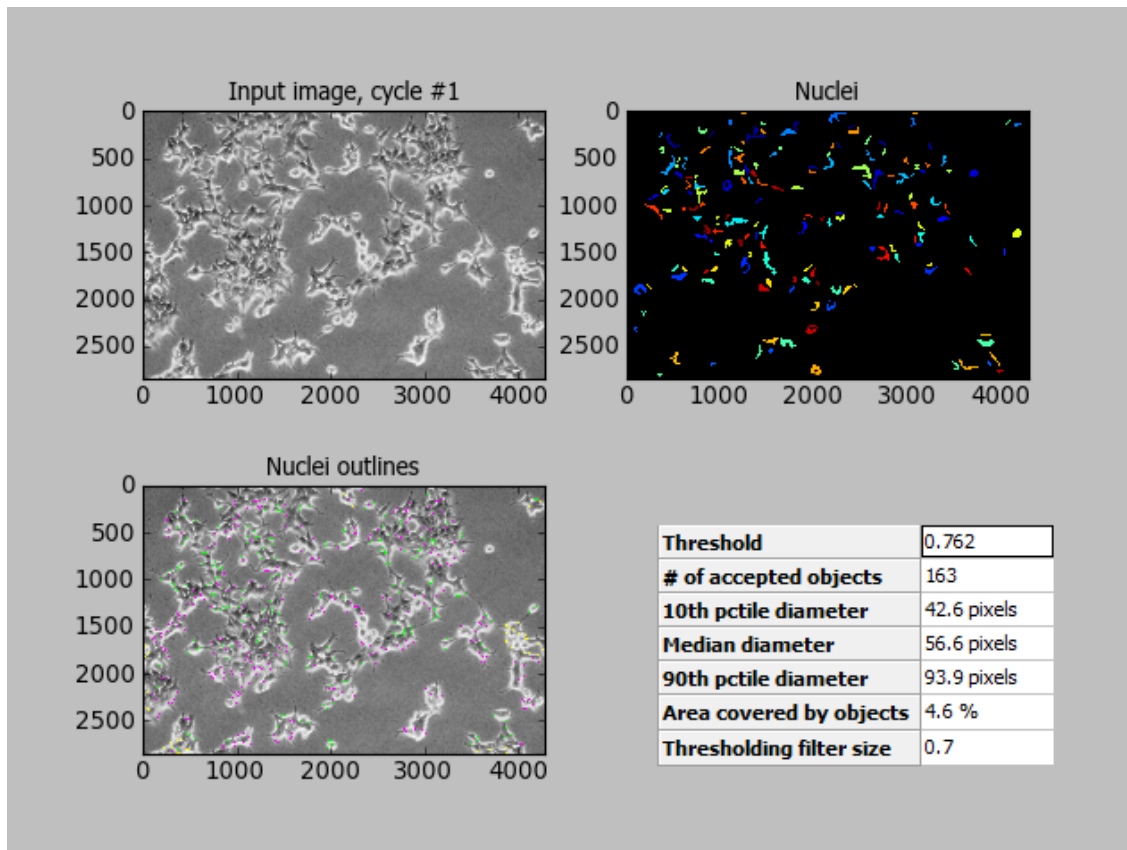 Input image, cycle #1
0
500
1000
1500
2000
2500
0 1000 2000 3000 4000
Nuclei
0
500
1000
1500
2000
2500
0 1000 2000 3000 4000
Nuclei outlines
0
500
1000
1500
2000
2500
0 1000 2000 3000 4000
Threshold 0.762
# of accepted objects 163
10th pctile diameter 42.6 pixels
Median diameter 56.6 pixels
90th pctile diameter 93.9 pixels
Area covered by objects 4.6 %
Thresholding filter size 0.7